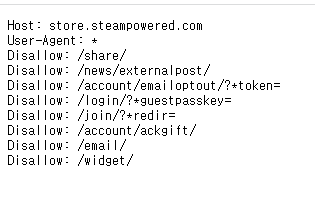 Host: store.steampowered.com
User-Agent: *
Disallow: /share/
Disallow: /news/externalpost/
Disallow: /account/emailoptout/?*token=
Disallow: /login/?*guestpasskey=
Disallow: /join/?*redir=
Disallow: /account/ackgift/
Disallow: /email/
Disallow: /widget/